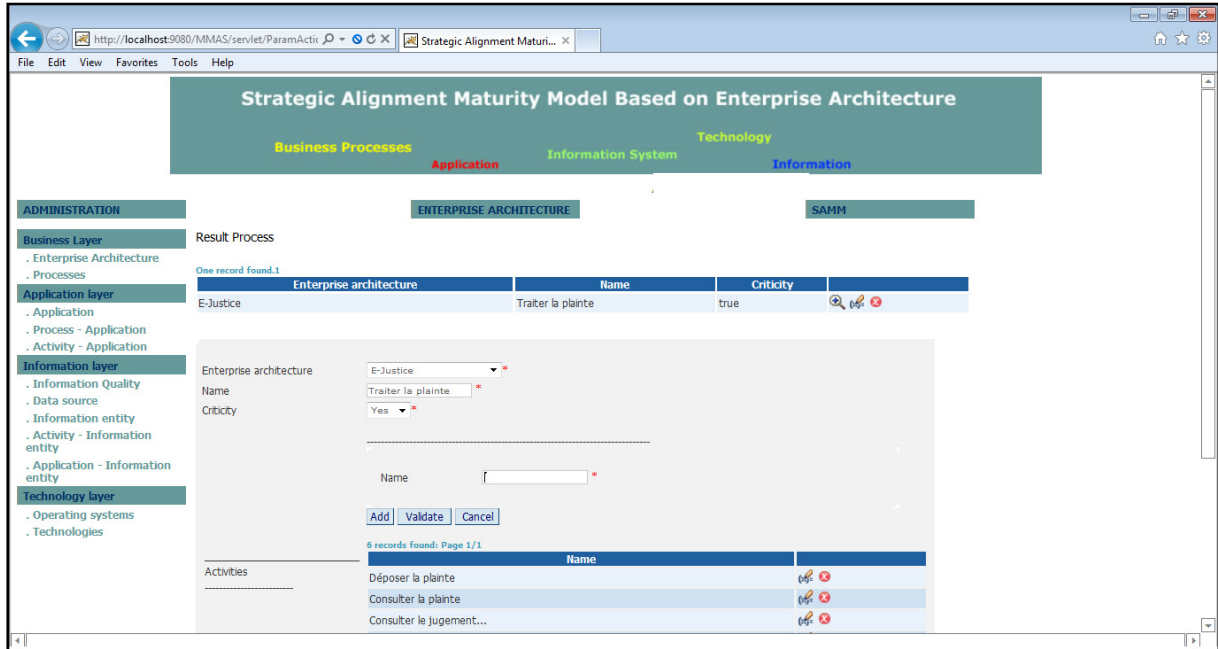 http://localhost:9080/MMAS/servlet/ParamActic
Strategic Alignment Maturi...
File Edit View Favorites Tools Help
Strategic Alignment Maturity Model Based on Enterprise Architecture
Technology
Business Processes
Information System
Application
Information
ADMINISTRATION
ENTERPRISE ARCHITECTURE
SAMM
Business Layer
. Enterprise Architecture
. Processes
Application layer
. Application
. Process - Application
. Activity - Application
Information layer
. Information Quality
. Data source
. Information entity
. Activity - Information
entity
. Application - Information
entity
Technology layer
. Operating systems
. Technologies
Result Process
One record found.1
Enterprise architecture Name Criticity
E-Justice Traiter la plainte true
Enterprise architecture E-Justice *
Name Traiter la plainte *
Criticity Yes *
--------------------------------------------------------------------------------
Name *
Add Validate Cancel
6 records found: Page 1/1
Name
Activities
-------------------------
Déposer la plainte
Consulter la plainte
Consulter le jugement...